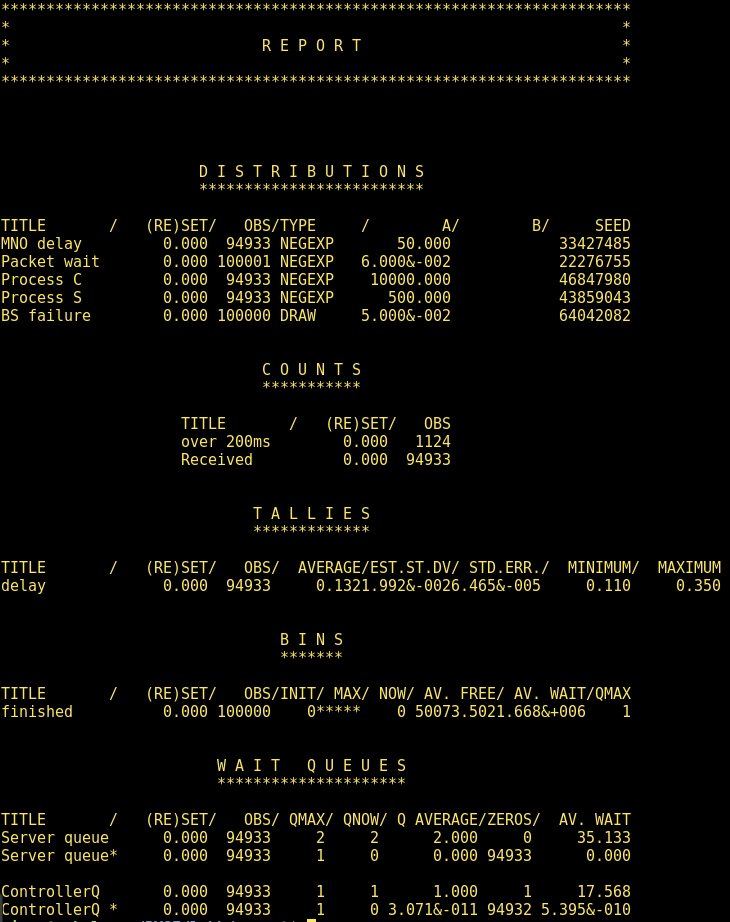 **********************************************************************
*                                                                    *
*                            R E P O R T                             *
*                                                                    *
**********************************************************************
                      D I S T R I B U T I O N S
                      *************************
TITLE       /   (RE)SET/   OBS/TYPE     /        A/        B/     SEED
MNO delay         0.000  94933 NEGEXP       50.000            33427485
Packet wait       0.000 100001 NEGEXP   6.000&-002            22276755
Process C         0.000  94933 NEGEXP    10000.000            46847980
Process S         0.000  94933 NEGEXP      500.000            43859043
BS failure        0.000 100000 DRAW     5.000&-002            64042082
                             C O U N T S
                             ***********
                    TITLE       /   (RE)SET/   OBS
                    over 200ms        0.000   1124
                    Received          0.000  94933
                            T A L L I E S
                            *************
TITLE       /   (RE)SET/   OBS/  AVERAGE/EST.ST.DV/ STD.ERR./  MINIMUM/  MAXIMUM
delay             0.000  94933     0.1321.992&-0026.465&-005     0.110     0.350
                               B I N S
                               *******
TITLE       /   (RE)SET/   OBS/INIT/ MAX/ NOW/ AV. FREE/ AV. WAIT/QMAX
finished          0.000 100000    0*****    0 50073.5021.668&+006    1
                        W A I T   Q U E U E S
                        *********************
TITLE       /   (RE)SET/   OBS/ QMAX/ QNOW/ Q AVERAGE/ZEROS/  AV. WAIT
Server queue      0.000  94933     2     2      2.000     0     35.133
Server queue*     0.000  94933     1     0      0.000 94933      0.000
ControllerQ       0.000  94933     1     1      1.000     1     17.568
ControllerQ *     0.000  94933     1     0 3.071&-011 94932 5.395&-010